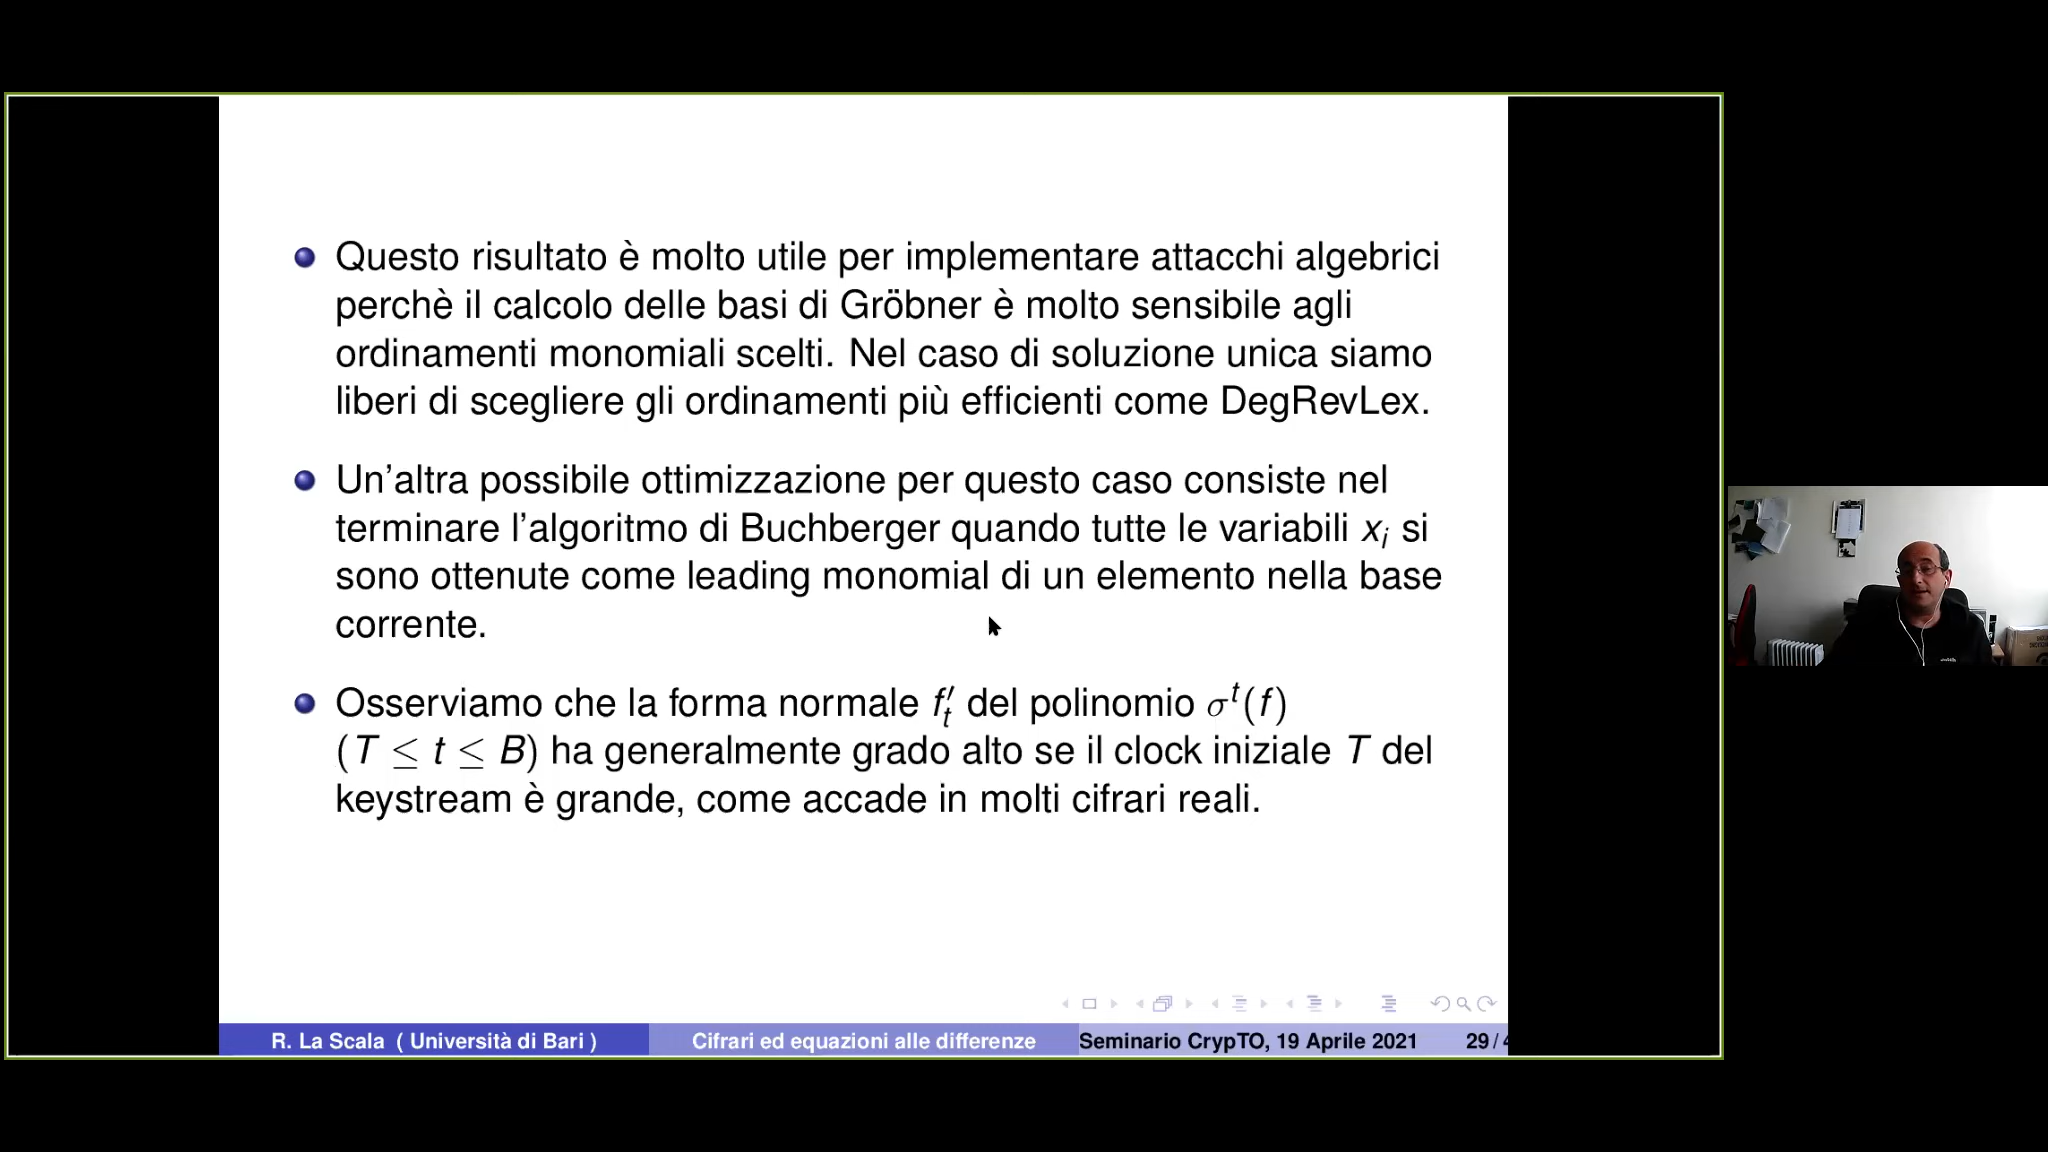 Questo risultato è molto utile per implementare attacchi algebrici
perchè il calcolo delle basi di Gröbner è molto sensibile agli
ordinamenti monomiali scelti. Nel caso di soluzione unica siamo
liberi di scegliere gli ordinamenti più efficienti come DegRevLex.
Un'altra possibile ottimizzazione per questo caso consiste nel
terminare l'algoritmo di Buchberger quando tutte le variabili xᵢ si
sono ottenute come leading monomial di un elemento nella base
corrente.
Osserviamo che la forma normale f′ₜ del polinomio σᵗ(f)
(T ≤ t ≤ B) ha generalmente grado alto se il clock iniziale T del
keystream è grande, come accade in molti cifrari reali.
R. La Scala ( Università di Bari ) Cifrari ed equazioni alle differenze Seminario CrypTO, 19 Aprile 2021 29 /